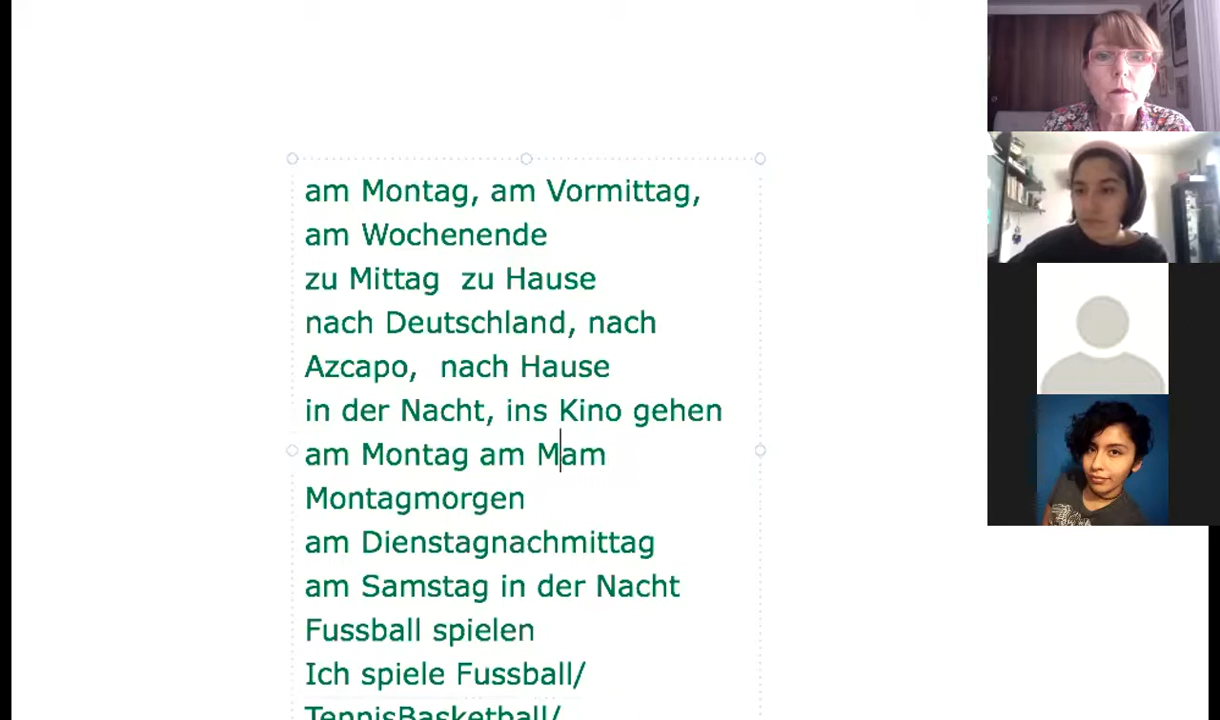 am Montag, am Vormittag,
am Wochenende
zu Mittag  zu Hause
nach Deutschland, nach
Azcapo,  nach Hause
in der Nacht, ins Kino gehen
am Montag am Mam
Montagmorgen
am Dienstagnachmittag
am Samstag in der Nacht
Fussball spielen
Ich spiele Fussball/
TennisBasketball/